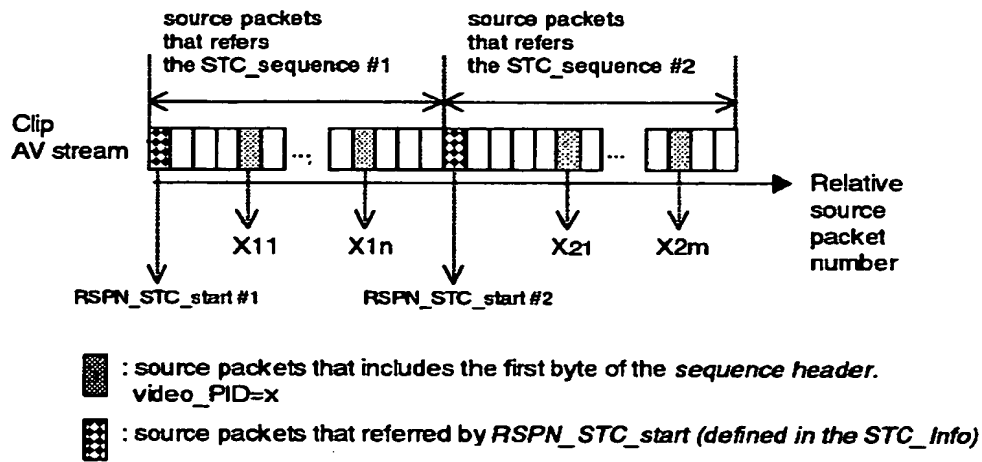 source packets
that refers
the STC_sequence #1
source packets
that refers
the STC_sequence #2
Clip
AV stream
...,
...
Relative
source
packet
number
X11
X1n
X21
X2m
RSPN_STC_start #1
RSPN_STC_start #2
: source packets that includes the first byte of the sequence header.
video_PID=x
: source packets that referred by RSPN_STC_start (defined in the STC_Info)